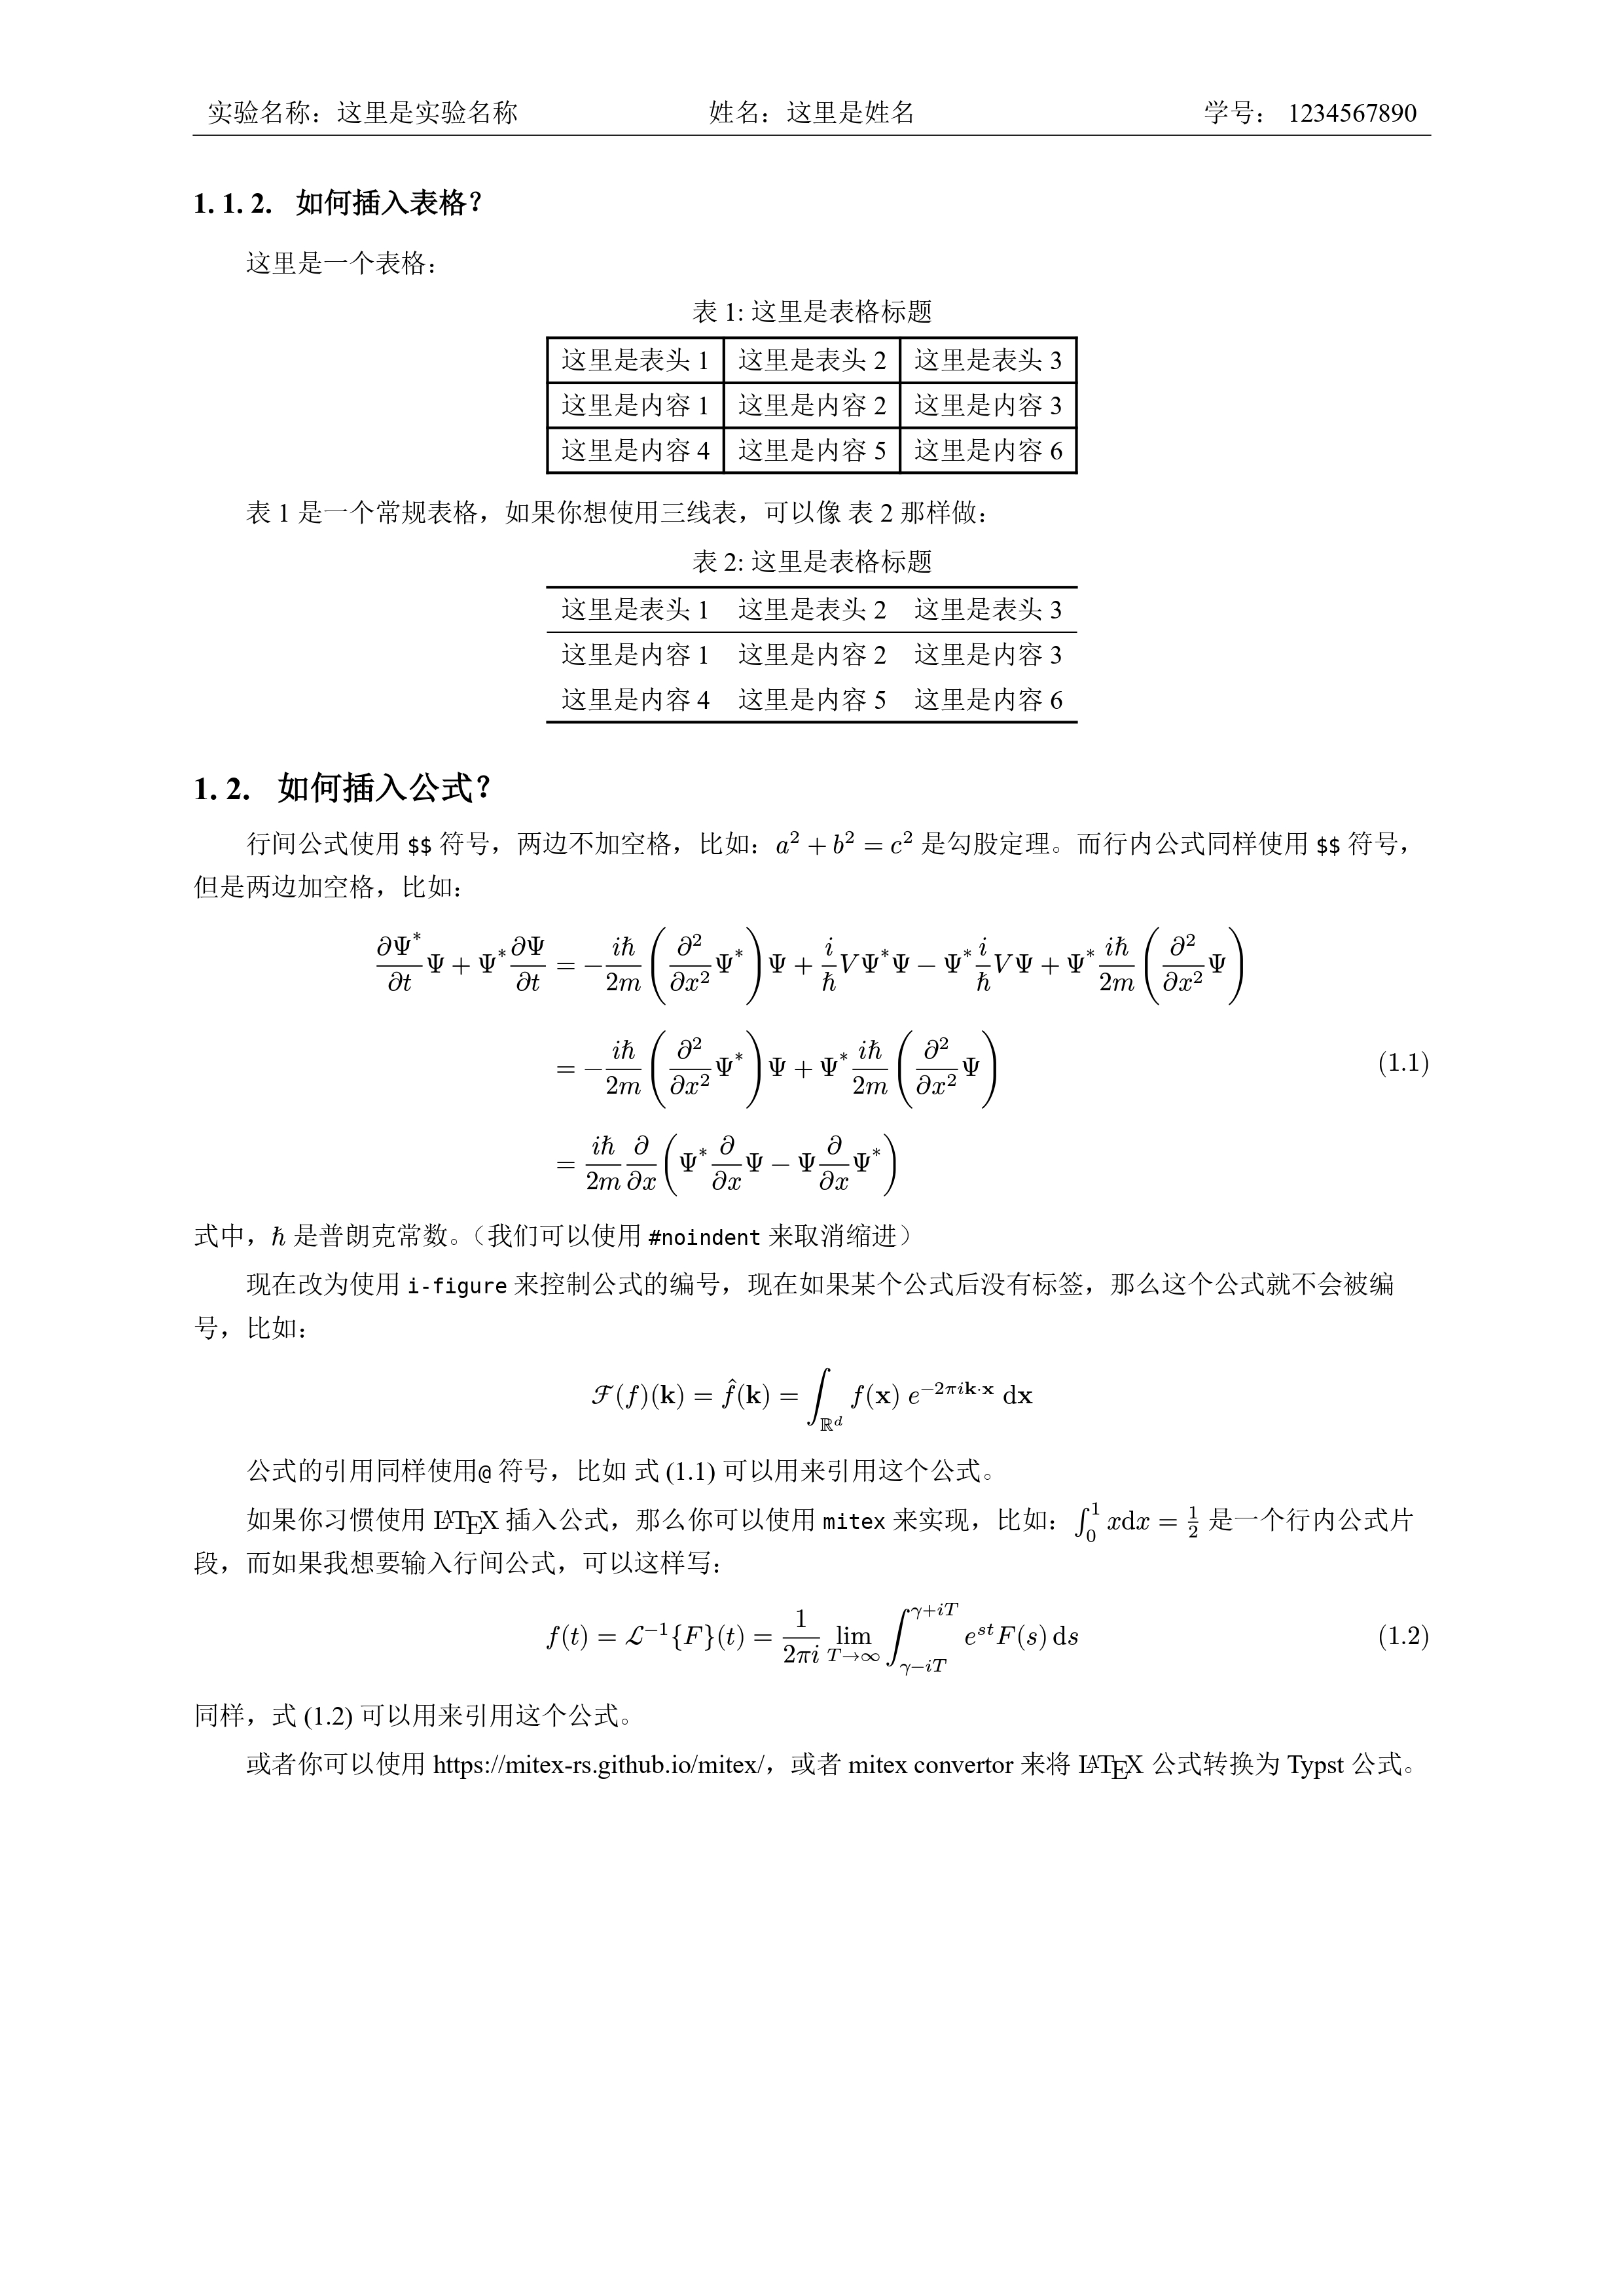 实验名称：这里是实验名称 姓名：这里是姓名 学号： 1234567890
1. 1. 2. 如何插入表格？
这里是一个表格：
表 1: 这里是表格标题
这里是表头 1 这里是表头 2 这里是表头 3
这里是内容 1 这里是内容 2 这里是内容 3
这里是内容 4 这里是内容 5 这里是内容 6
表 1 是一个常规表格，如果你想使用三线表，可以像 表 2 那样做：
表 2: 这里是表格标题
这里是表头 1 这里是表头 2 这里是表头 3
这里是内容 1 这里是内容 2 这里是内容 3
这里是内容 4 这里是内容 5 这里是内容 6
1. 2. 如何插入公式？
行间公式使用 $$ 符号，两边不加空格，比如：$a^2 + b^2 = c^2$ 是勾股定理。而行内公式同样使用 $$ 符号，
但是两边加空格，比如：
$\frac{\partial \Psi^*}{\partial t} \Psi + \Psi^* \frac{\partial \Psi}{\partial t} = -\frac{i\hbar}{2m} \left( \frac{\partial^2}{\partial x^2} \Psi^* \right) \Psi + \frac{i}{\hbar} V \Psi^* \Psi - \Psi^* \frac{i}{\hbar} V \Psi + \Psi^* \frac{i\hbar}{2m} \left( \frac{\partial^2}{\partial x^2} \Psi \right)$
$= -\frac{i\hbar}{2m} \left( \frac{\partial^2}{\partial x^2} \Psi^* \right) \Psi + \Psi^* \frac{i\hbar}{2m} \left( \frac{\partial^2}{\partial x^2} \Psi \right)$ (1.1)
$= \frac{i\hbar}{2m} \frac{\partial}{\partial x} \left( \Psi^* \frac{\partial}{\partial x} \Psi - \Psi \frac{\partial}{\partial x} \Psi^* \right)$
式中，$\hbar$ 是普朗克常数。（我们可以使用 #noindent 来取消缩进）
现在改为使用 i-figure 来控制公式的编号，现在如果某个公式后没有标签，那么这个公式就不会被编
号，比如：
$\mathcal{F}(f)(\mathbf{k}) = \hat{f}(\mathbf{k}) = \int_{\mathbb{R}^d} f(\mathbf{x}) \, e^{-2\pi i \mathbf{k} \cdot \mathbf{x}} \, \mathrm{d}\mathbf{x}$
公式的引用同样使用@ 符号，比如 式 (1.1) 可以用来引用这个公式。
如果你习惯使用 LATEX 插入公式，那么你可以使用 mitex 来实现，比如：$\int_0^1 x \mathrm{d}x = \frac{1}{2}$ 是一个行内公式片
段，而如果我想要输入行间公式，可以这样写：
$f(t) = \mathcal{L}^{-1}\{F\}(t) = \frac{1}{2\pi i} \lim_{T \to \infty} \int_{\gamma - iT}^{\gamma + iT} e^{st} F(s) \, \mathrm{d}s$ (1.2)
同样，式 (1.2) 可以用来引用这个公式。
或者你可以使用 https://mitex-rs.github.io/mitex/，或者 mitex convertor 来将 LATEX 公式转换为 Typst 公式。